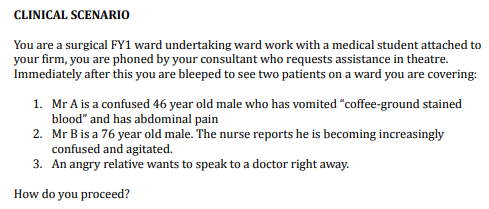 CLINICAL SCENARIO
You are a surgical FY1 ward undertaking ward work with a medical student attached to
your firm, you are phoned by your consultant who requests assistance in theatre.
Immediately after this you are bleeped to see two patients on a ward you are covering:
1. Mr A is a confused 46 year old male who has vomited “coffee-ground stained
blood” and has abdominal pain
2. Mr B is a 76 year old male. The nurse reports he is becoming increasingly
confused and agitated.
3. An angry relative wants to speak to a doctor right away.
How do you proceed?